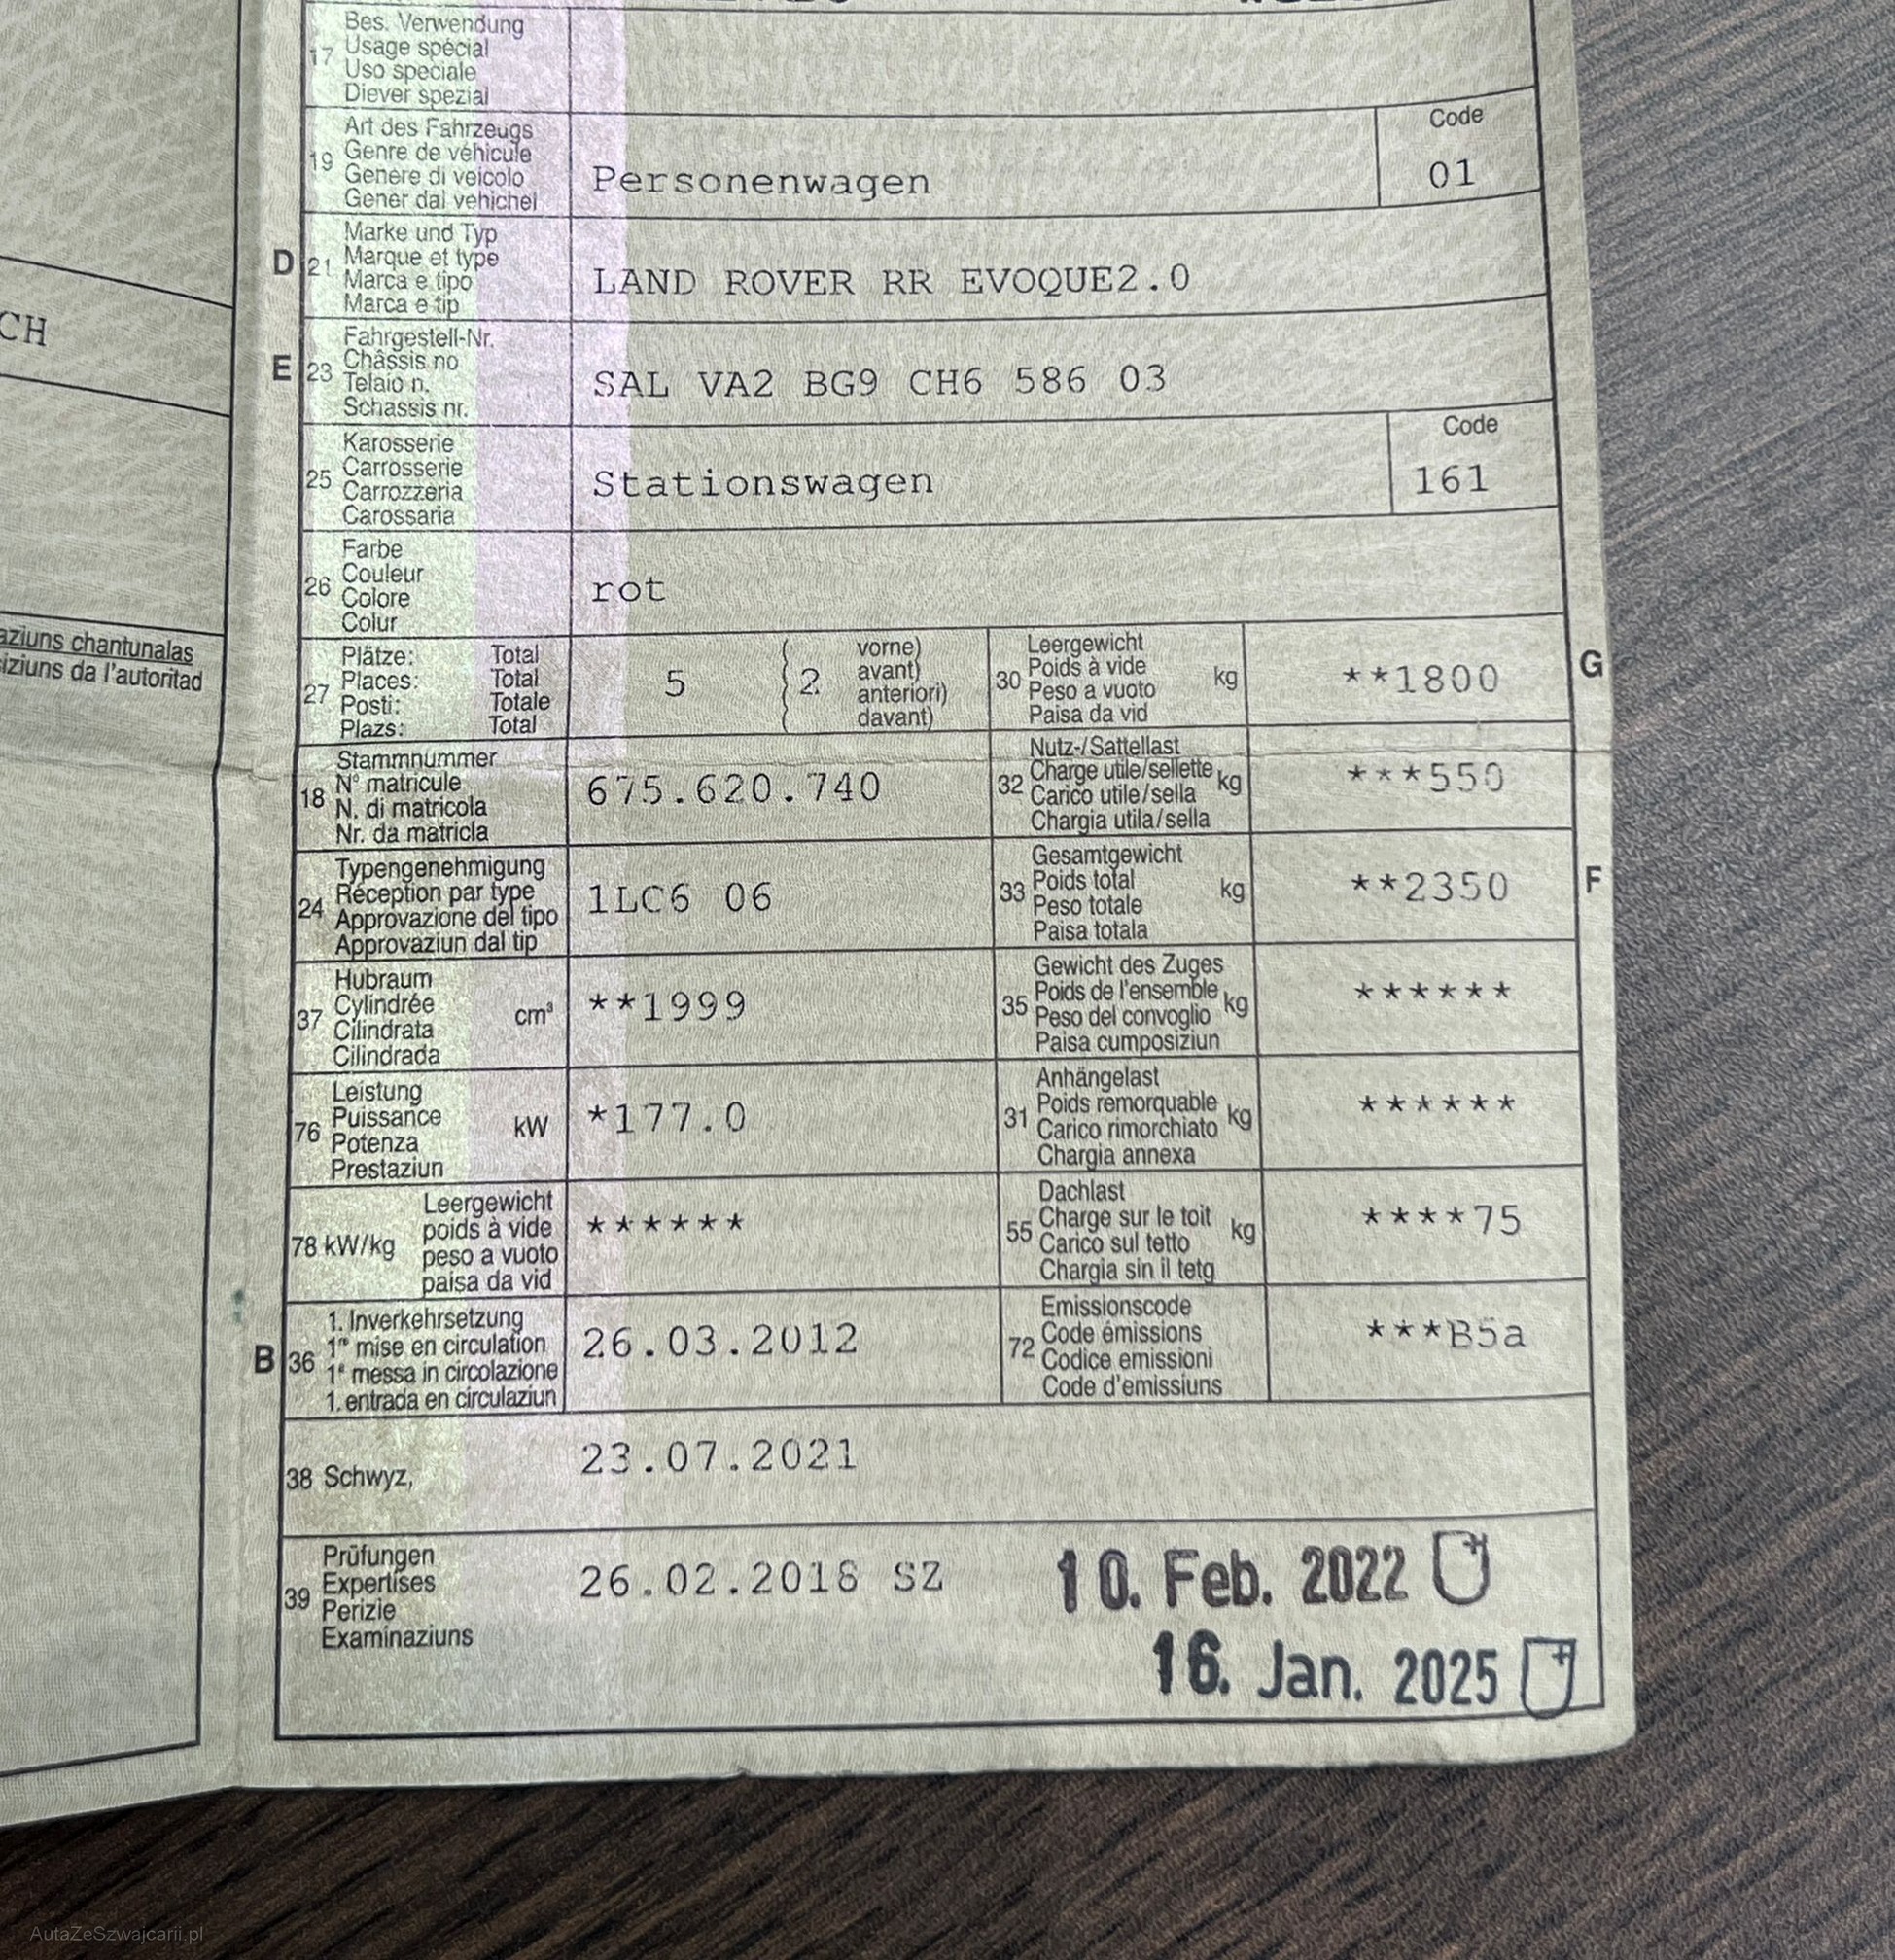 Bes. Verwendung
17 Usage spécial
Uso speciale
Diever spezial
Art des Fahrzeugs
19 Genre de véhicule
Genere di veicolo
Gener dal vehichel
Personenwagen
Code
01
D 21 Marke und Typ
Marque et type
Marca e tipo
Marca e tip
LAND ROVER RR EVOQUE2.0
E 23 Fahrgestell-Nr.
Châssis no
Telaio n.
Schassis nr.
SAL VA2 BG9 CH6 586 03
25 Karosserie
Carrosserie
Carrozzeria
Carossaria
Stationswagen
Code
161
26 Farbe
Couleur
Colore
Colur
rot
27 Plätze: Total
Places: Total
Posti: Totale
Plazs: Total
5 2 vorne)
avant)
anteriori)
davant)
30 Leergewicht
Poids à vide kg
Peso a vuoto
Paisa da vid
**1800 G
18 Stammnummer
N° matricule
N. di matricola
Nr. da matricla
675.620.740
32 Nutz-/Sattellast
Charge utile/sellette kg
Carico utile/sella
Chargia utila/sella
***550
24 Typengenehmigung
Réception par type
Approvazione del tipo
Approvaziun dal tip
1LC6 06
33 Gesamtgewicht
Poids total kg
Peso totale
Paisa totala
**2350 F
37 Hubraum
Cylindrée cm³
Cilindrata
Cilindrada
**1999
35 Gewicht des Zuges
Poids de l'ensemble kg
Peso del convoglio
Paisa cumposiziun
******
76 Leistung
Puissance kW
Potenza
Prestaziun
*177.0
31 Anhängelast
Poids remorquable kg
Carico rimorchiato
Chargia annexa
******
78 kW/kg Leergewicht
poids à vide
peso a vuoto
paisa da vid
******
55 Dachlast
Charge sur le toit kg
Carico sul tetto
Chargia sin il tetg
****75
B 36 1. Inverkehrsetzung
1re mise en circulation
1a messa in circolazione
1. entrada en circulaziun
26.03.2012
72 Emissionscode
Code émissions
Codice emissioni
Code d'emissiuns
***B5a
38 Schwyz,
23.07.2021
39 Prüfungen
Expertises
Perizie
Examinaziuns
26.02.2018 SZ
10. Feb. 2022
16. Jan. 2025
CH
aziuns chantunalas
iziuns da l'autoritad
AutaZeSzwajcarii.pl